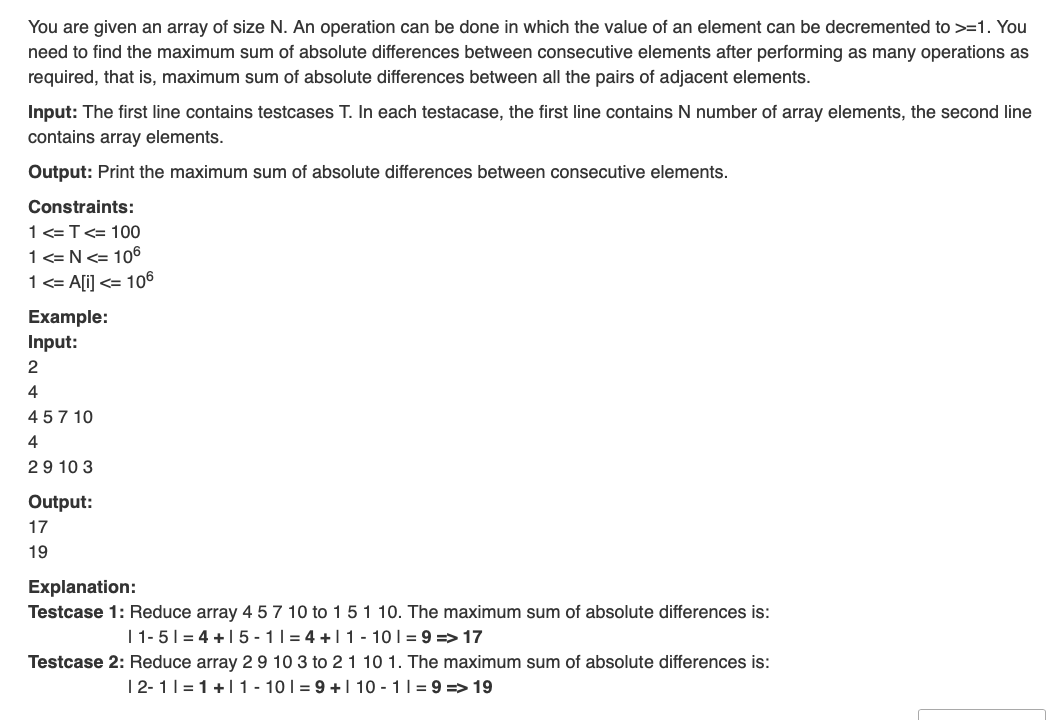 You are given an array of size N. An operation can be done in which the value of an element can be decremented to >=1. You
need to find the maximum sum of absolute differences between consecutive elements after performing as many operations as
required, that is, maximum sum of absolute differences between all the pairs of adjacent elements.
Input: The first line contains testcases T. In each testacase, the first line contains N number of array elements, the second line
contains array elements.
Output: Print the maximum sum of absolute differences between consecutive elements.
Constraints:
1 <= T <= 100
1 <= N <= 10⁶
1 <= A[i] <= 10⁶
Example:
Input:
2
4
4 5 7 10
4
2 9 10 3
Output:
17
19
Explanation:
Testcase 1: Reduce array 4 5 7 10 to 1 5 1 10. The maximum sum of absolute differences is:
| 1- 5 | = 4 + | 5 - 1 | = 4 + | 1 - 10 | = 9 => 17
Testcase 2: Reduce array 2 9 10 3 to 2 1 10 1. The maximum sum of absolute differences is:
| 2- 1 | = 1 + | 1 - 10 | = 9 + | 10 - 1 | = 9 => 19